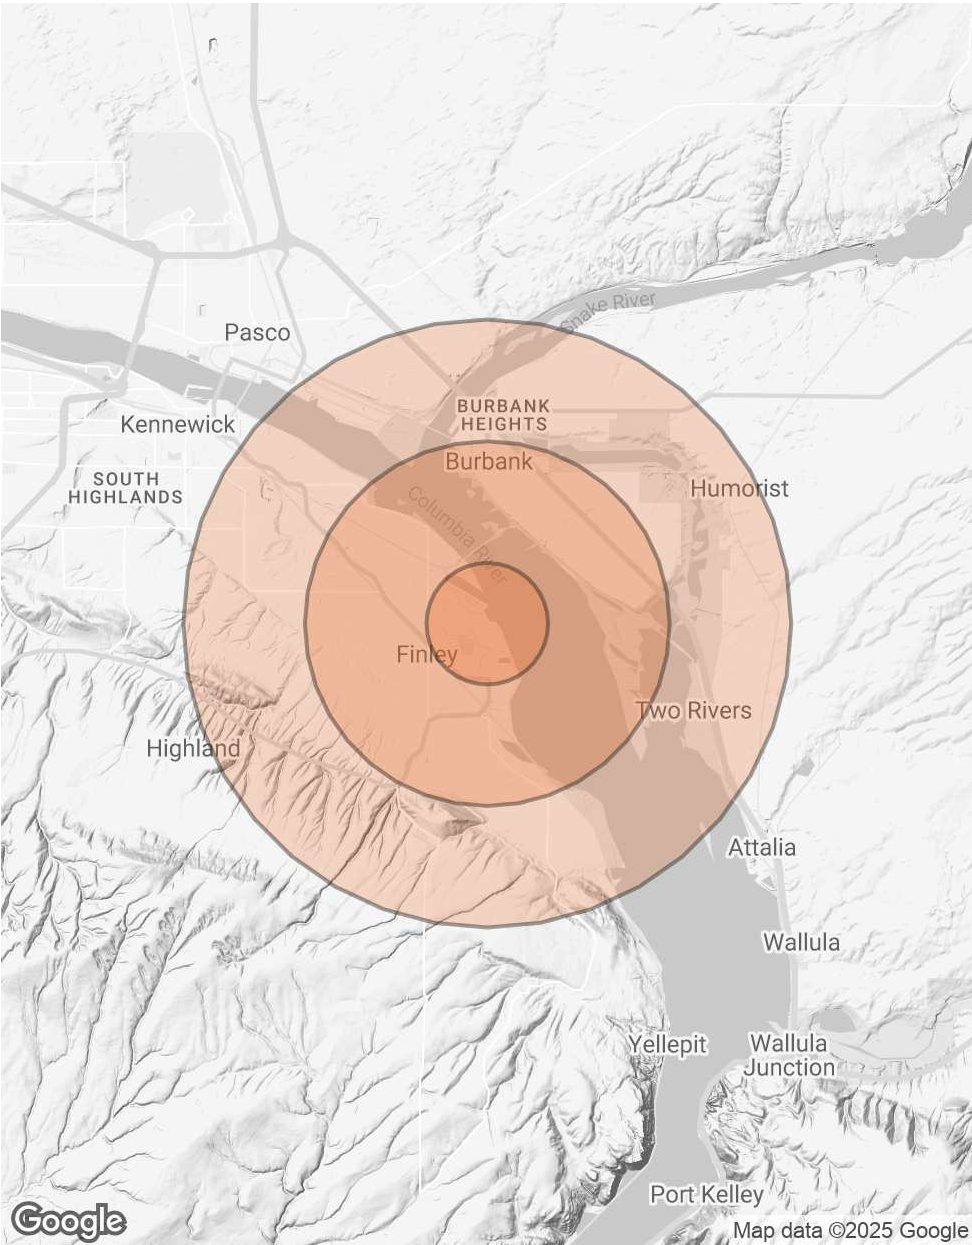 Snake River
Pasco
BURBANK
HEIGHTS
Kennewick
Burbank
SOUTH
HIGHLANDS
Humorist
Columbia River
Finley
Two Rivers
Highland
Attalia
Wallula
Yellepit
Wallula
Junction
Port Kelley
Google
Map data ©2025 Google